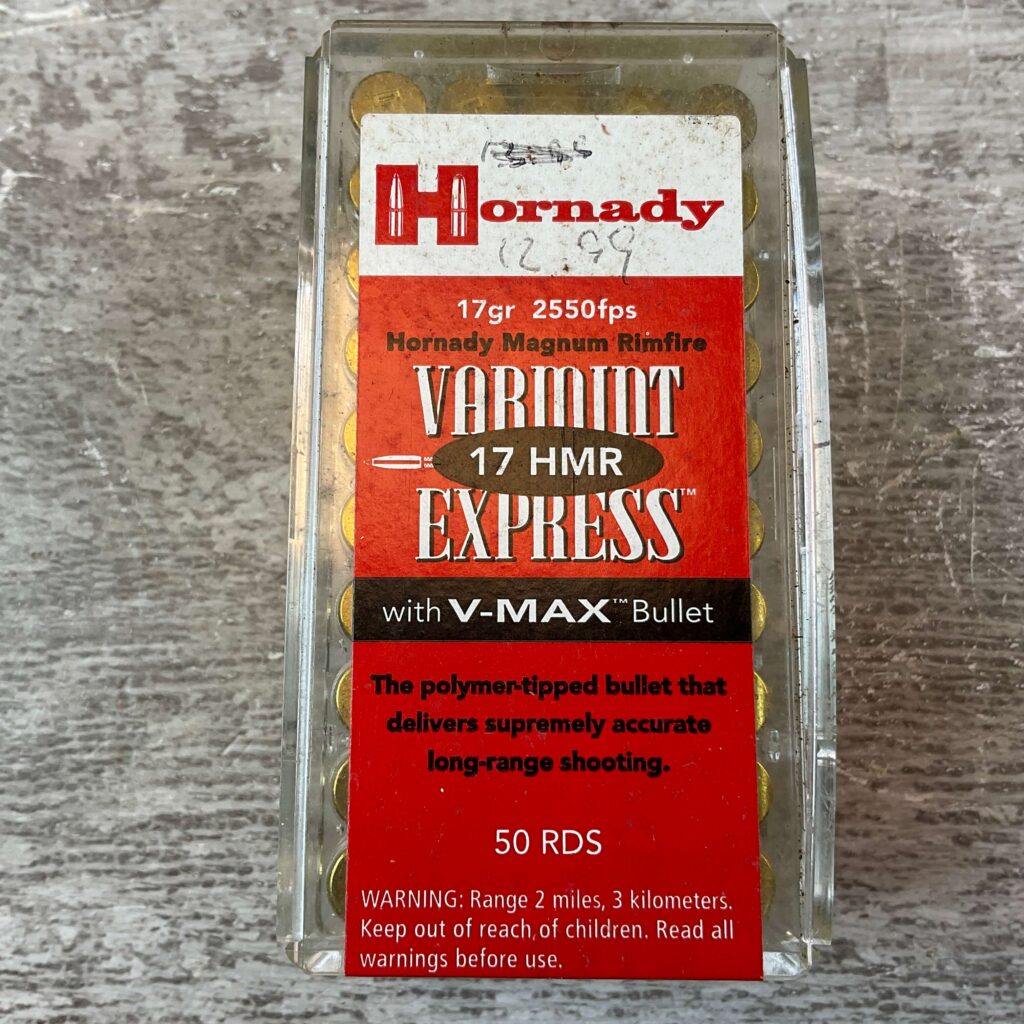 Hornady
12.99
17gr 2550fps
Hornady Magnum Rimfire
VARMINT
17 HMR
EXPRESS™
with V-MAX™ Bullet
The polymer-tipped bullet that
delivers supremely accurate
long-range shooting.
50 RDS
WARNING: Range 2 miles, 3 kilometers.
Keep out of reach of children. Read all
warnings before use.